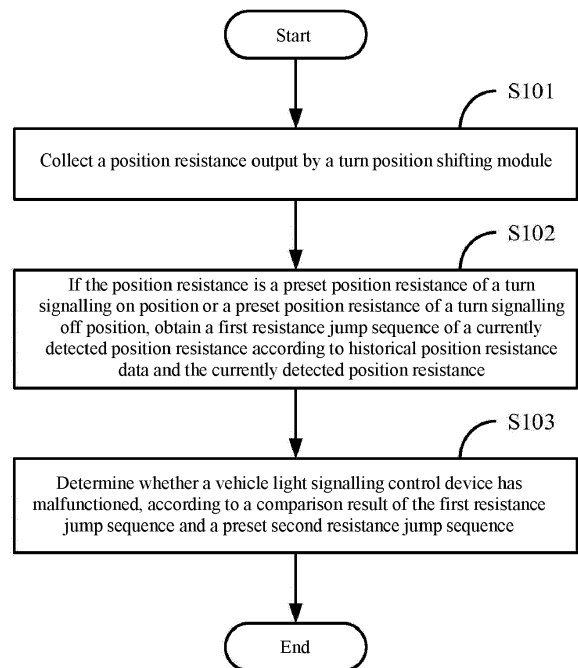 Start
S101
Collect a position resistance output by a turn position shifting module
S102
If the position resistance is a preset position resistance of a turn
signalling on position or a preset position resistance of a turn signalling
off position, obtain a first resistance jump sequence of a currently
detected position resistance according to historical position resistance
data and the currently detected position resistance
S103
Determine whether a vehicle light signalling control device has
malfunctioned, according to a comparison result of the first resistance
jump sequence and a preset second resistance jump sequence
End